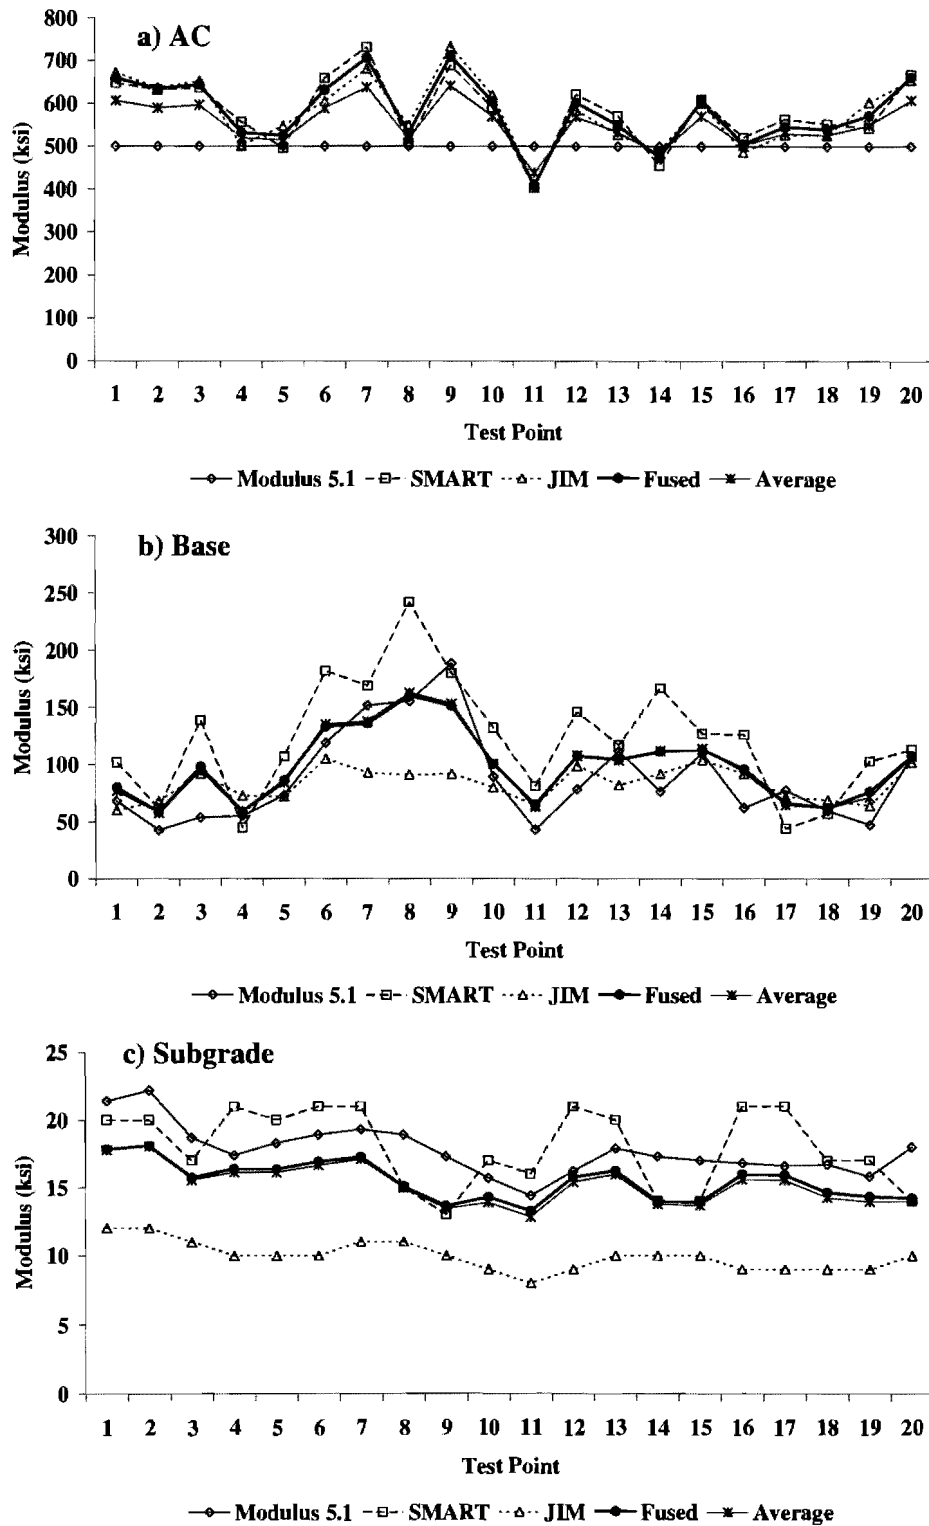 a) AC
Modulus (ksi)
800
700
600
500
400
300
200
100
0
1 2 3 4 5 6 7 8 9 10 11 12 13 14 15 16 17 18 19 20
Test Point
Modulus 5.1 SMART JIM Fused Average
b) Base
Modulus (ksi)
300
250
200
150
100
50
0
1 2 3 4 5 6 7 8 9 10 11 12 13 14 15 16 17 18 19 20
Test Point
Modulus 5.1 SMART JIM Fused Average
c) Subgrade
Modulus (ksi)
25
20
15
10
5
0
1 2 3 4 5 6 7 8 9 10 11 12 13 14 15 16 17 18 19 20
Test Point
Modulus 5.1 SMART JIM Fused Average